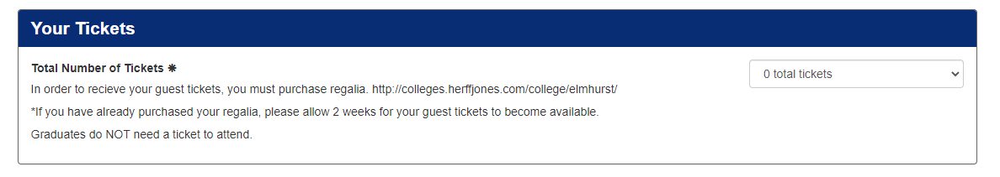 Your Tickets
Total Number of Tickets ✱
0 total tickets
In order to recieve your guest tickets, you must purchase regalia. http://colleges.herffjones.com/college/elmhurst/
*If you have already purchased your regalia, please allow 2 weeks for your guest tickets to become available.
Graduates do NOT need a ticket to attend.